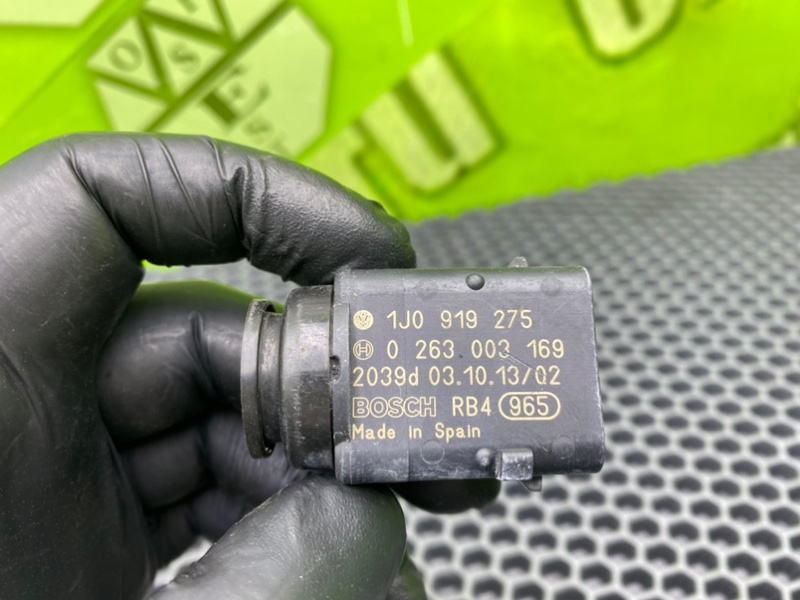 1J0 919 275
0 263 003 169
2039d 03.10.13/02
BOSCH RB4 965
Made in Spain